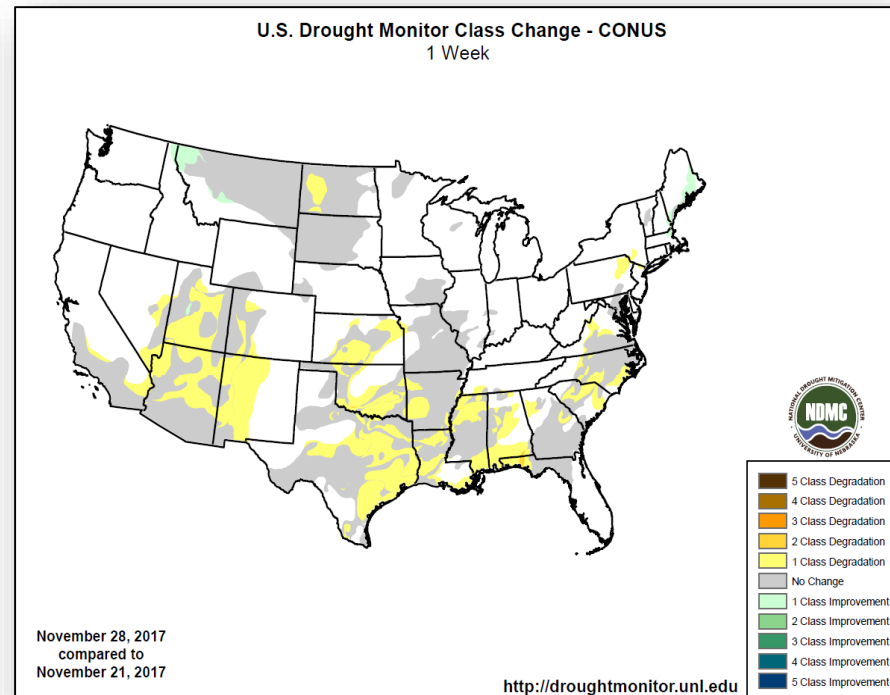 U.S. Drought Monitor Class Change - CONUS
1 Week
NATIONAL DROUGHT MITIGATION CENTER
NDMC
UNIVERSITY OF NEBRASKA
5 Class Degradation
4 Class Degradation
3 Class Degradation
2 Class Degradation
1 Class Degradation
No Change
1 Class Improvement
2 Class Improvement
3 Class Improvement
4 Class Improvement
5 Class Improvement
November 28, 2017
compared to
November 21, 2017
http://droughtmonitor.unl.edu